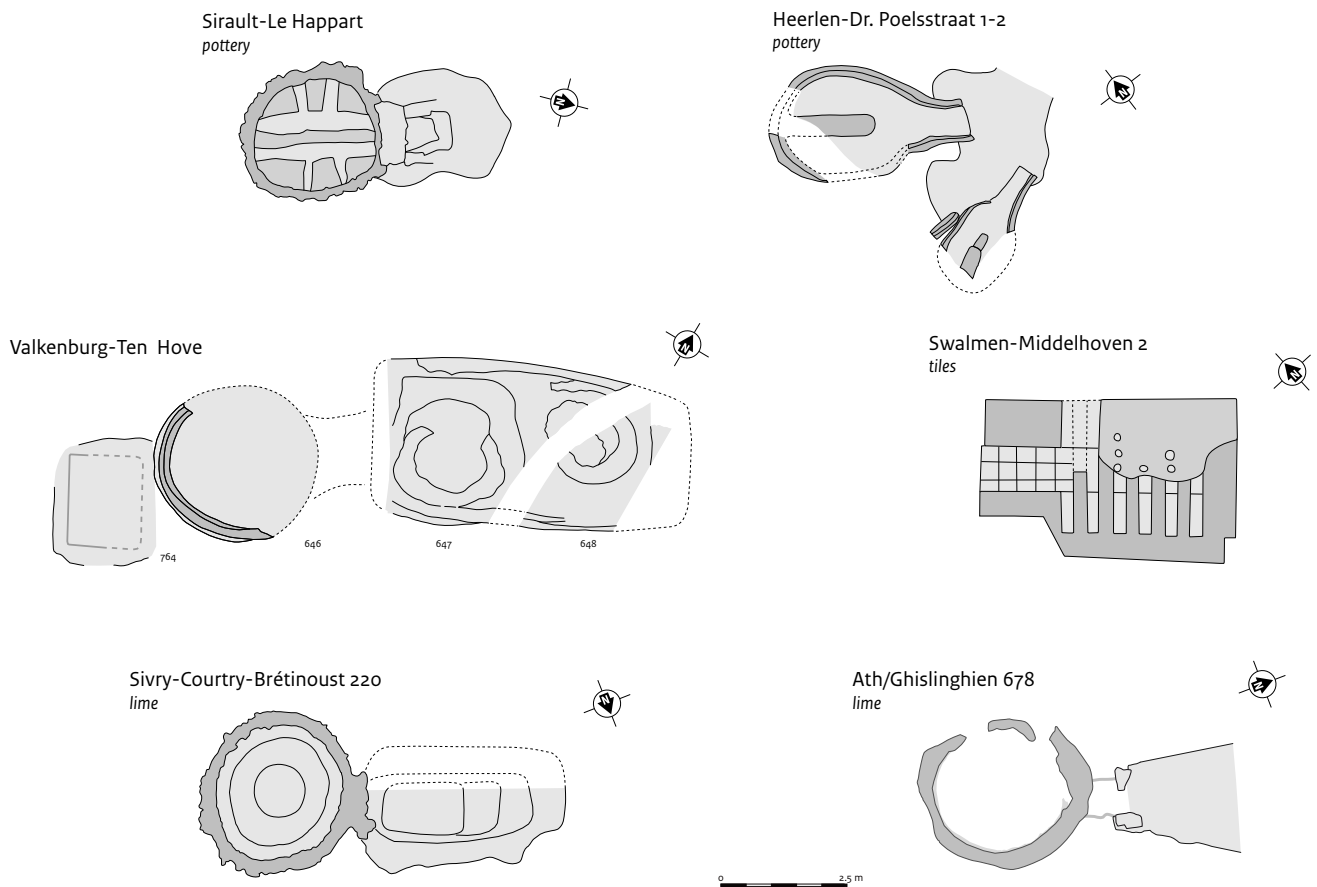 Sirault-Le Happart
pottery
Heerlen-Dr. Poelsstraat 1-2
pottery
N
N
Valkenburg-Ten Hove
N
764
646
647
648
Swalmen-Middelhoven 2
tiles
N
Sivry-Courtry-Brétinoust 220
lime
N
Ath/Ghislinghien 678
lime
N
0
2.5 m